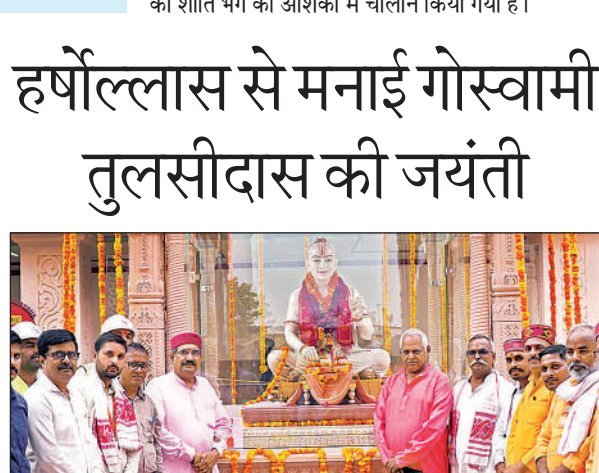 की शांति भंग की आशंका में चालान किया गया है।
हर्षोल्लास से मनाई गोस्वामी
तुलसीदास की जयंती